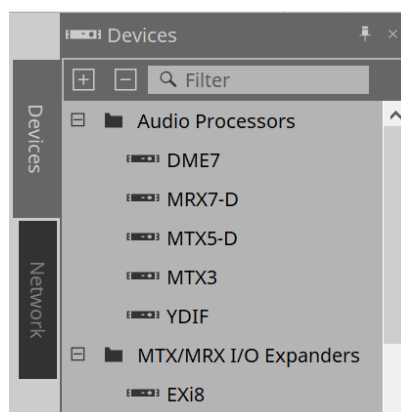 Devices
Filter
Devices
Network
Audio Processors
DME7
MRX7-D
MTX5-D
MTX3
YDIF
MTX/MRX I/O Expanders
EXi8